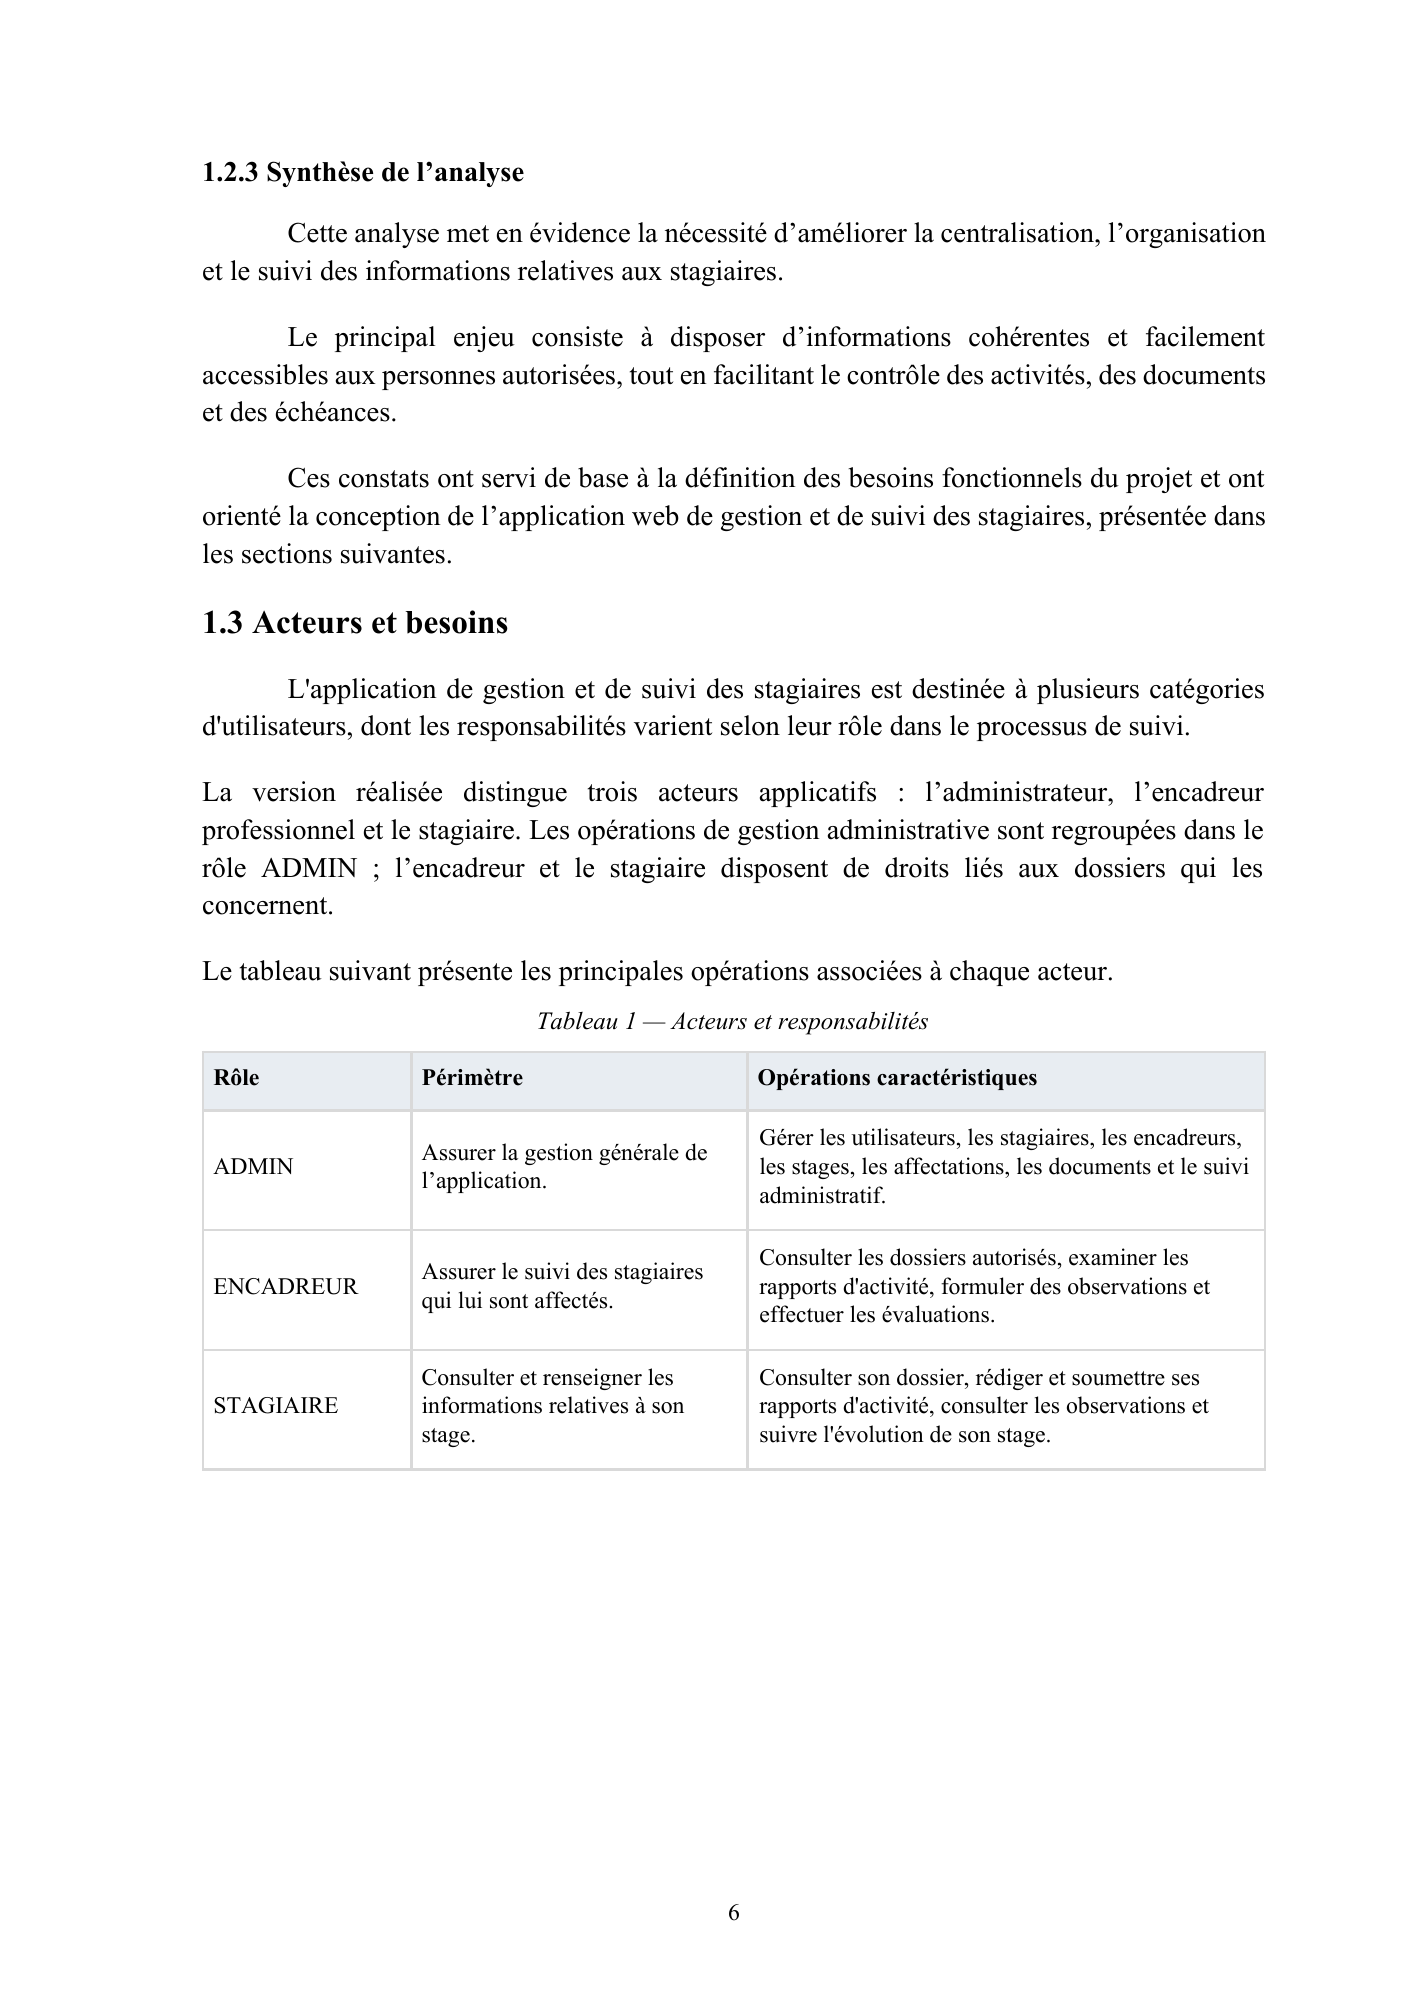 1.2.3 Synthèse de l’analyse
Cette analyse met en évidence la nécessité d’améliorer la centralisation, l’organisation
et le suivi des informations relatives aux stagiaires.
Le principal enjeu consiste à disposer d’informations cohérentes et facilement
accessibles aux personnes autorisées, tout en facilitant le contrôle des activités, des documents
et des échéances.
Ces constats ont servi de base à la définition des besoins fonctionnels du projet et ont
orienté la conception de l’application web de gestion et de suivi des stagiaires, présentée dans
les sections suivantes.
1.3 Acteurs et besoins
L'application de gestion et de suivi des stagiaires est destinée à plusieurs catégories
d'utilisateurs, dont les responsabilités varient selon leur rôle dans le processus de suivi.
La version réalisée distingue trois acteurs applicatifs : l’administrateur, l’encadreur
professionnel et le stagiaire. Les opérations de gestion administrative sont regroupées dans le
rôle ADMIN ; l’encadreur et le stagiaire disposent de droits liés aux dossiers qui les
concernent.
Le tableau suivant présente les principales opérations associées à chaque acteur.
Tableau 1 — Acteurs et responsabilités
Rôle Périmètre Opérations caractéristiques
ADMIN
Assurer la gestion générale de
l’application.
Gérer les utilisateurs, les stagiaires, les encadreurs,
les stages, les affectations, les documents et le suivi
administratif.
ENCADREUR
Assurer le suivi des stagiaires
qui lui sont affectés.
Consulter les dossiers autorisés, examiner les
rapports d'activité, formuler des observations et
effectuer les évaluations.
STAGIAIRE
Consulter et renseigner les
informations relatives à son
stage.
Consulter son dossier, rédiger et soumettre ses
rapports d'activité, consulter les observations et
suivre l'évolution de son stage.
6